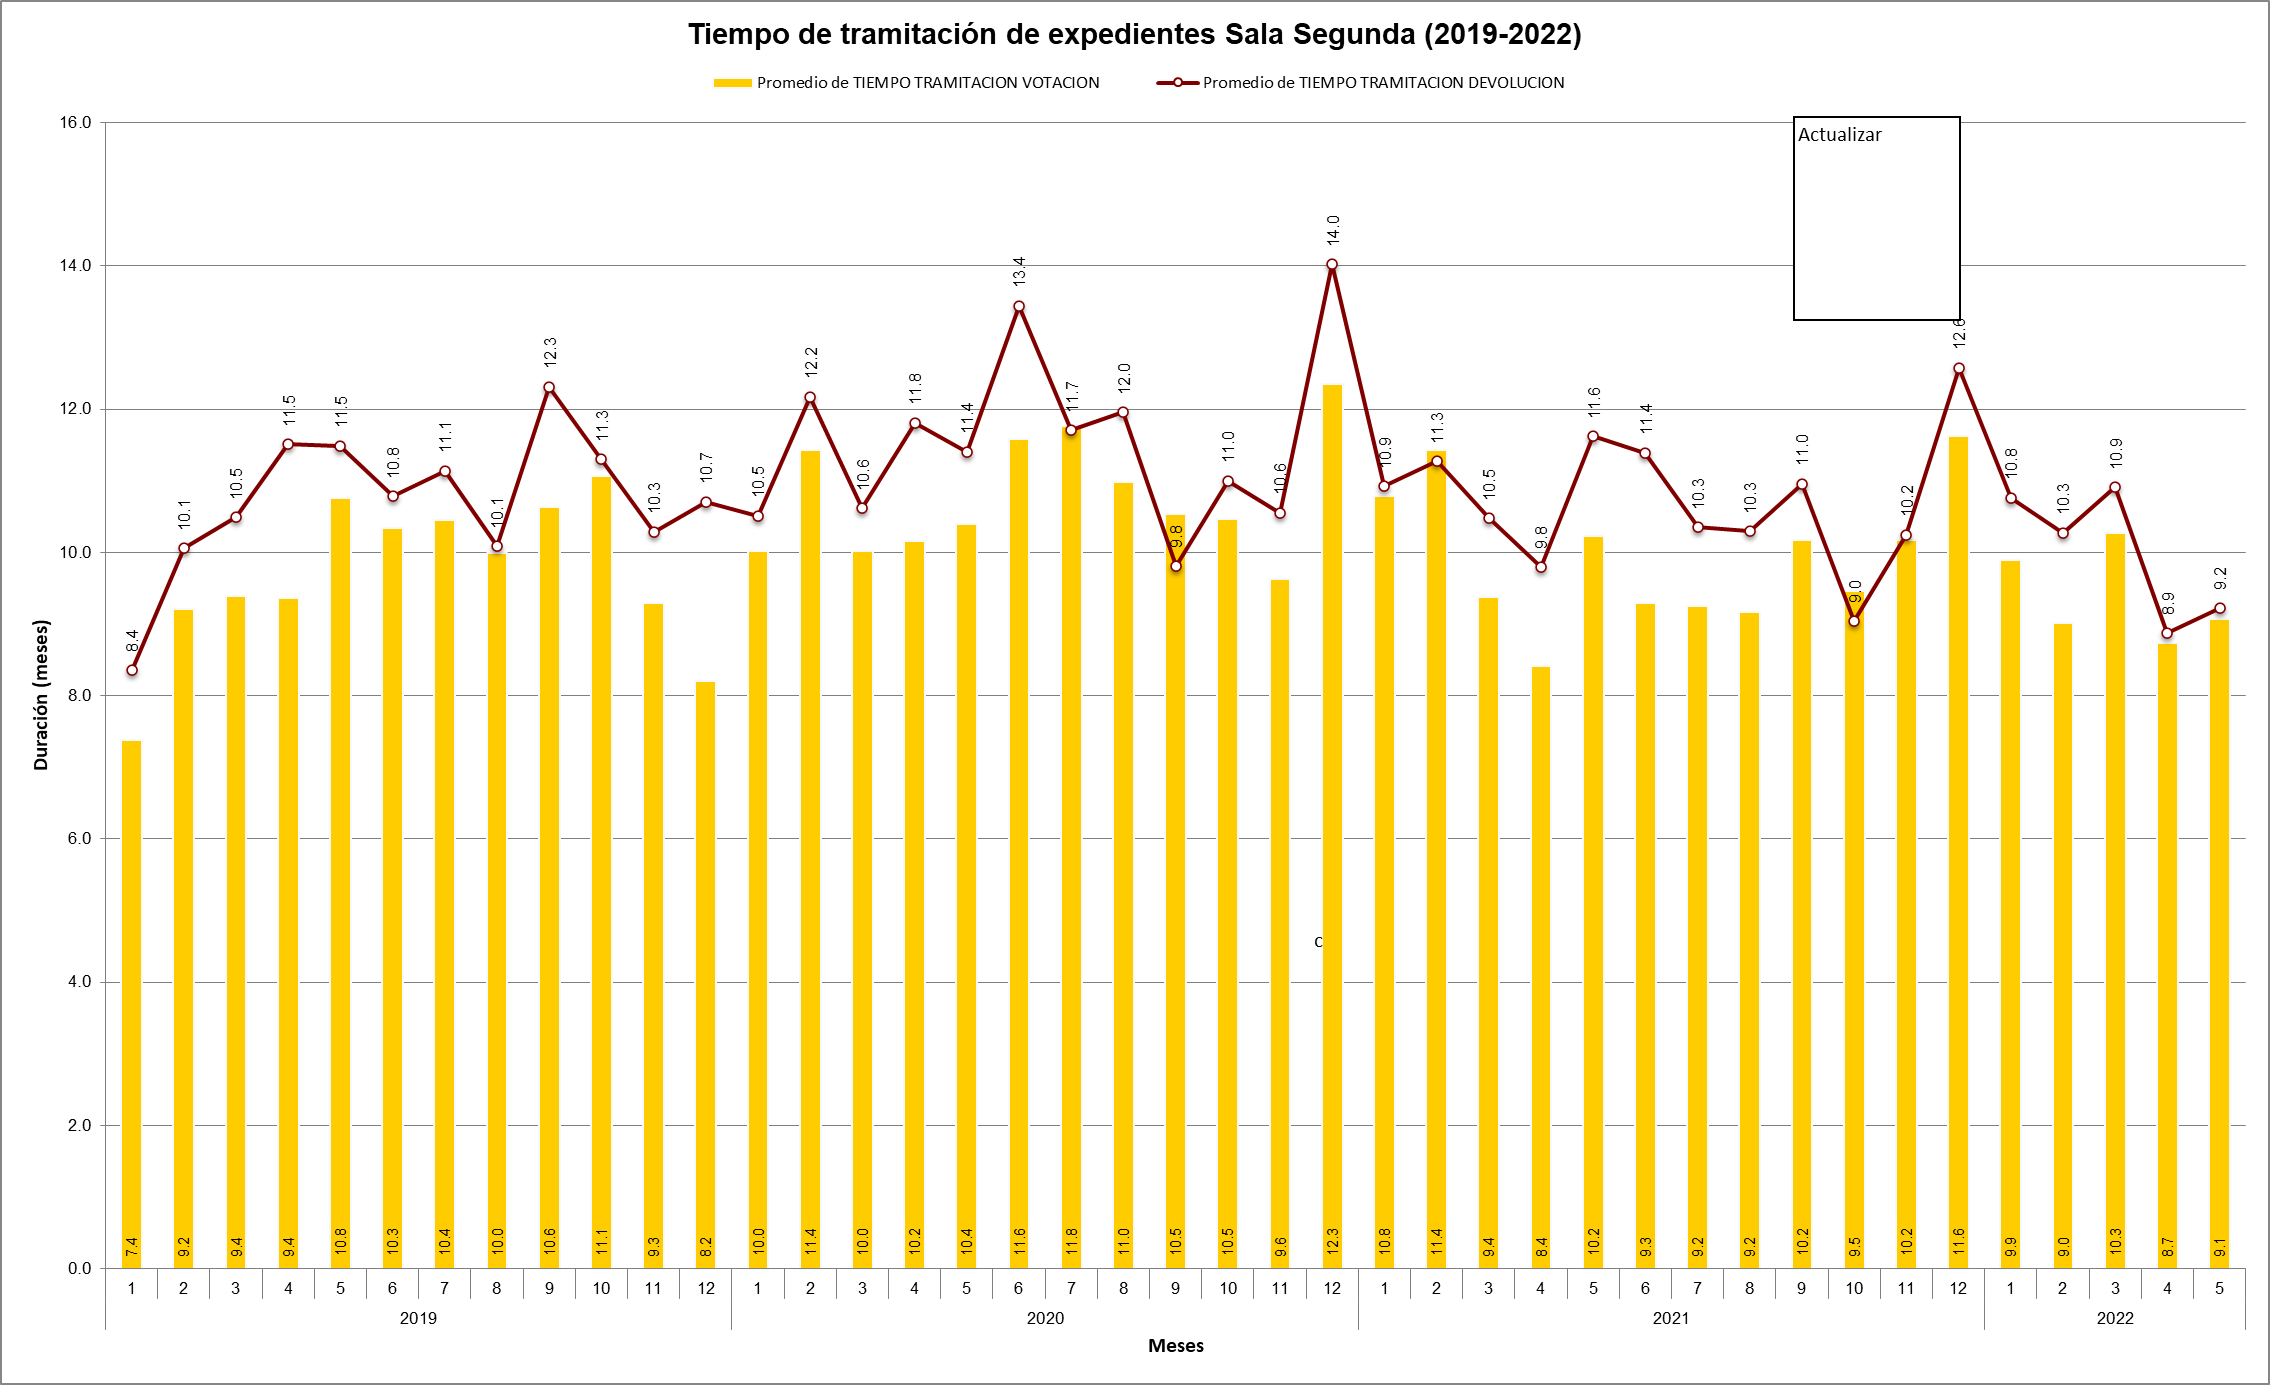 Tiempo de tramitación de expedientes Sala Segunda (2019-2022)
Promedio de TIEMPO TRAMITACION VOTACION Promedio de TIEMPO TRAMITACION DEVOLUCION
Actualizar
16.0
14.0
12.0
10.0
8.0
6.0
4.0
2.0
0.0
Duración (meses)
8.4 10.1 10.5 11.5 11.5 10.8 11.1 10.1 12.3 11.3 10.3 10.7 10.5 12.2 10.6 11.8 11.4 13.4 11.7 12.0 9.8 11.0 10.6 14.0 10.9 11.3 10.5 9.8 11.6 11.4 10.3 10.3 11.0 9.0 10.2 12.6 10.8 10.3 10.9 8.9 9.2
C
7.4 9.2 9.4 9.4 10.8 10.3 10.4 10.0 10.6 11.1 9.3 8.2 10.0 11.4 10.0 10.2 10.4 11.6 11.8 11.0 10.5 10.5 9.6 12.3 10.8 11.4 9.4 8.4 10.2 9.3 9.2 9.2 10.2 9.5 10.2 11.6 9.9 9.0 10.3 8.7 9.1
1 2 3 4 5 6 7 8 9 10 11 12 1 2 3 4 5 6 7 8 9 10 11 12 1 2 3 4 5 6 7 8 9 10 11 12 1 2 3 4 5
2019 2020 2021 2022
Meses